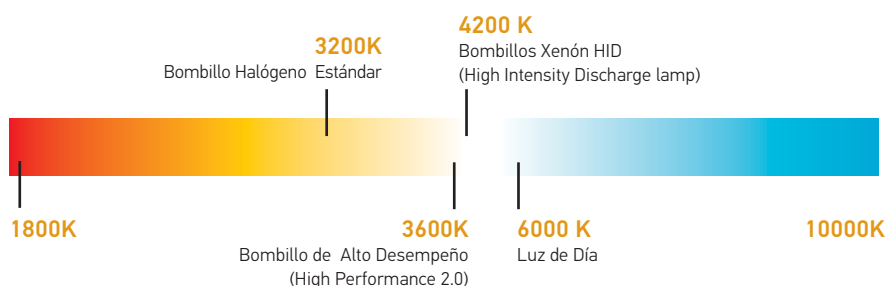 4200 K
3200K
Bombillos Xenón HID
Bombillo Halógeno Estándar
(High Intensity Discharge lamp)
1800K
3600K
6000 K
10000K
Bombillo de Alto Desempeño
Luz de Día
(High Performance 2.0)